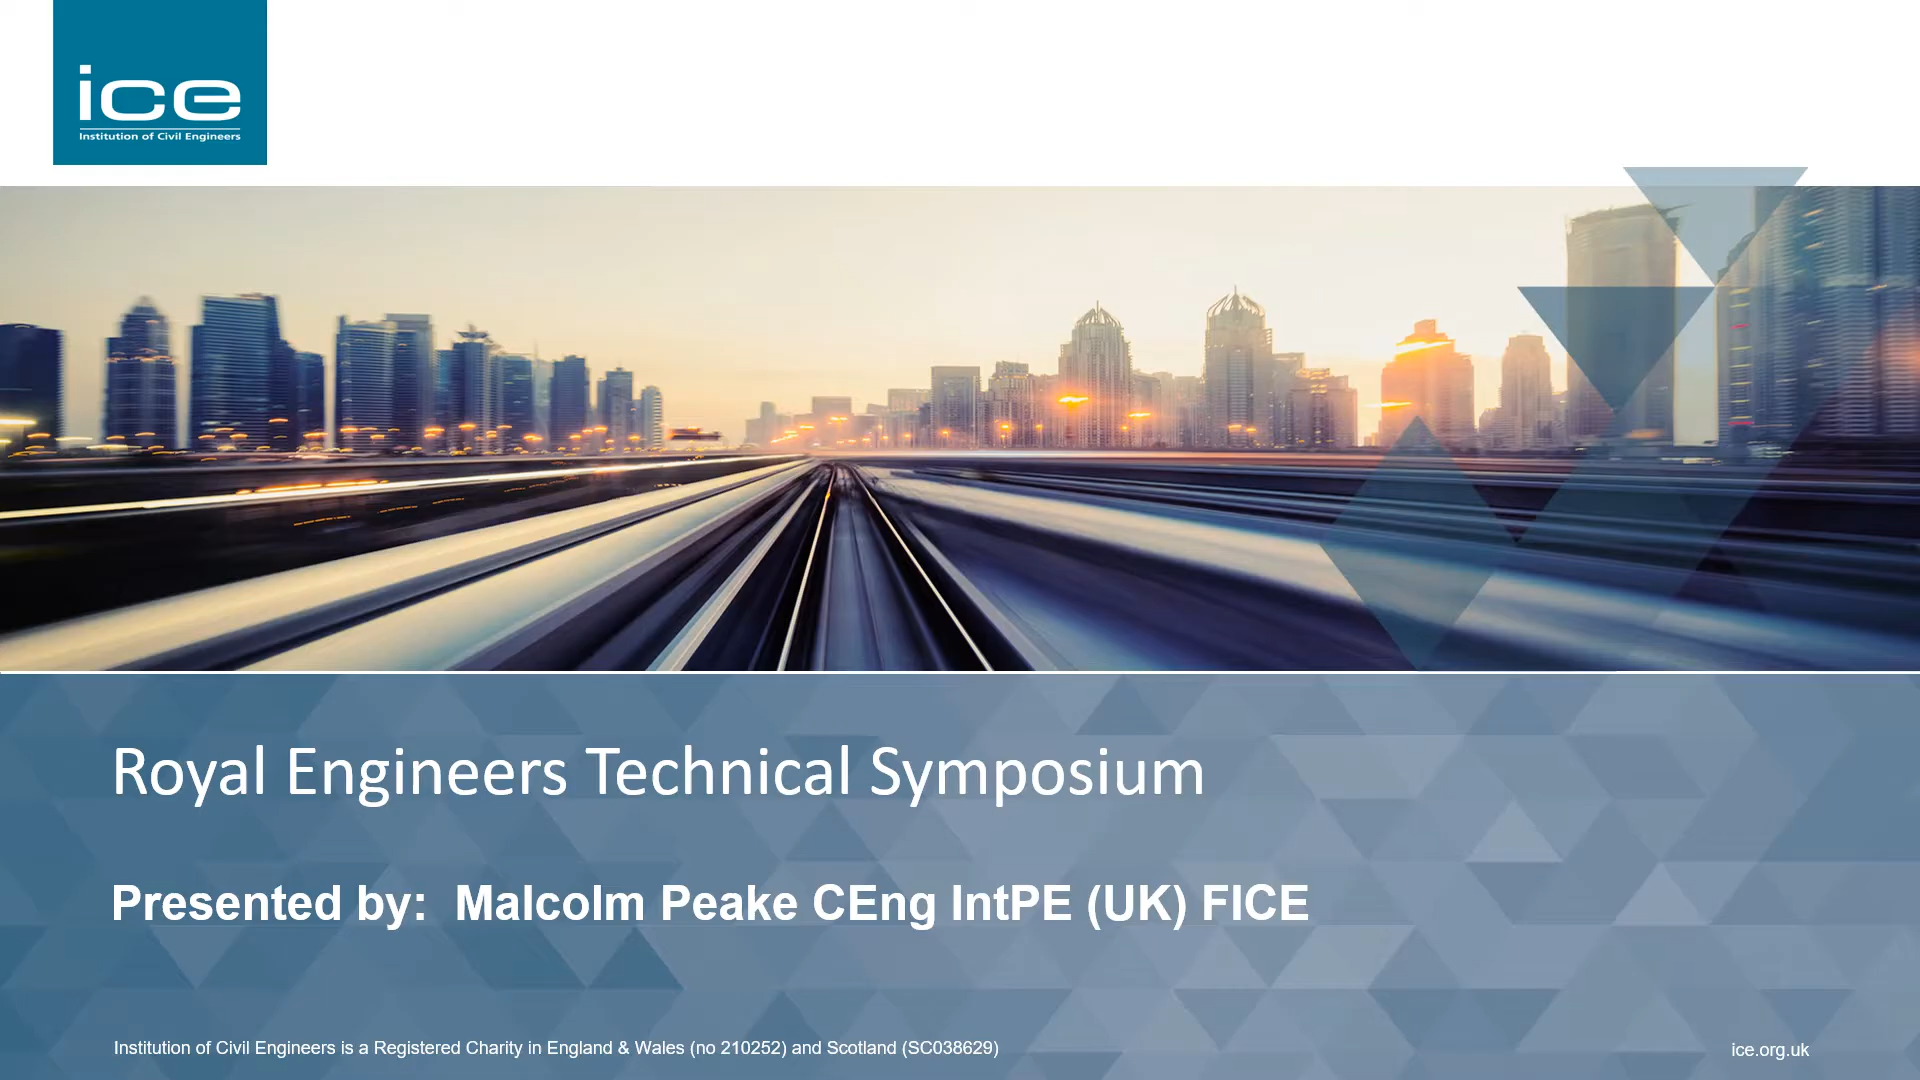 ice
Institution of Civil Engineers
Royal Engineers Technical Symposium
Presented by:  Malcolm Peake CEng IntPE (UK) FICE
Institution of Civil Engineers is a Registered Charity in England & Wales (no 210252) and Scotland (SC038629)
ice.org.uk